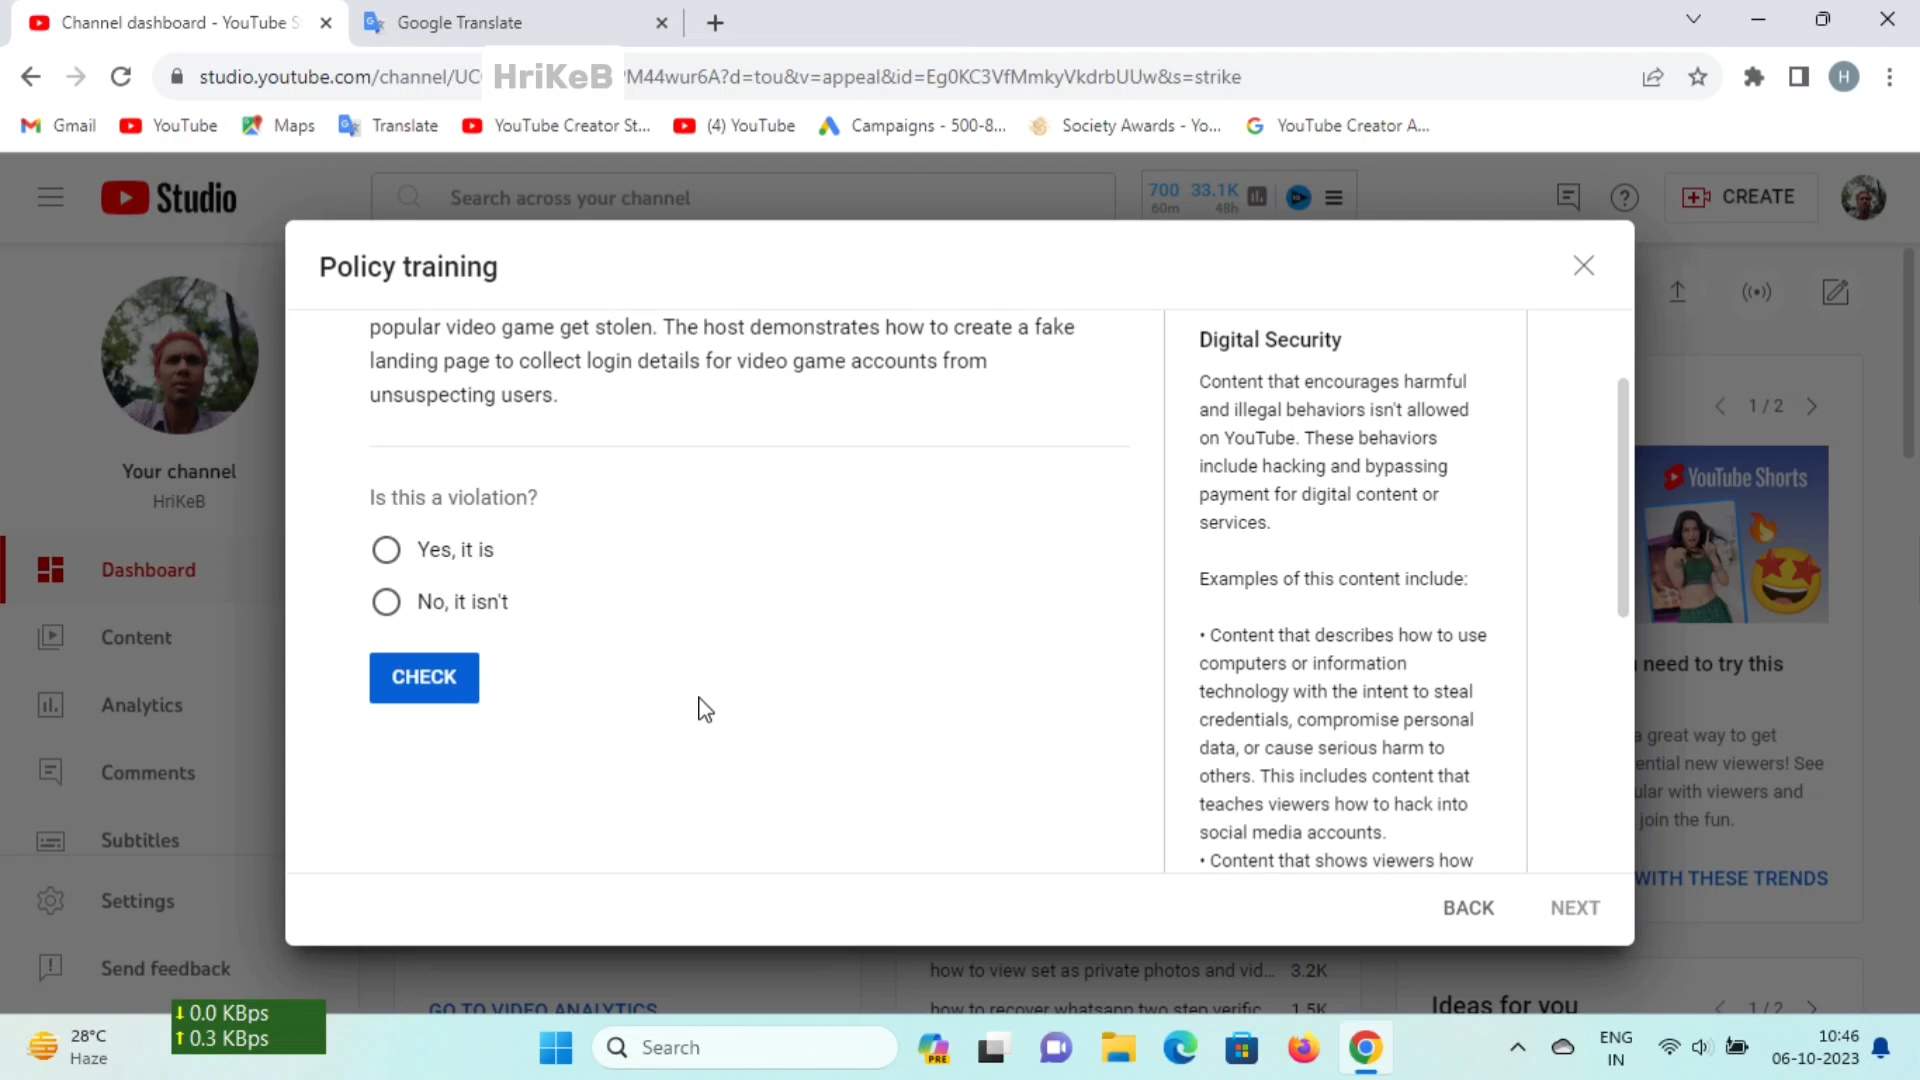 Channel dashboard - YouTube S
Google Translate
studio.youtube.com/channel/UC
HriKeB
M44wur6A?d=tou&v=appeal&id=Eg0KC3VfMmkyVkdrbUUw&s=strike
H
Gmail
YouTube
Maps
Translate
YouTube Creator St...
(4) YouTube
Campaigns - 500-8...
Society Awards - Yo...
YouTube Creator A...
Studio
Search across your channel
700 33.1K
60m 48h
CREATE
Your channel
HriKeB
Dashboard
Content
Analytics
Comments
Subtitles
Settings
Send feedback
Policy training
popular video game get stolen. The host demonstrates how to create a fake
landing page to collect login details for video game accounts from
unsuspecting users.
Is this a violation?
Yes, it is
No, it isn't
CHECK
Digital Security
Content that encourages harmful
and illegal behaviors isn't allowed
on YouTube. These behaviors
include hacking and bypassing
payment for digital content or
services.
Examples of this content include:
• Content that describes how to use
computers or information
technology with the intent to steal
credentials, compromise personal
data, or cause serious harm to
others. This includes content that
teaches viewers how to hack into
social media accounts.
• Content that shows viewers how
BACK
NEXT
1 / 2
YouTube Shorts
need to try this
a great way to get
ential new viewers! See
ular with viewers and
join the fun.
WITH THESE TRENDS
GO TO VIDEO ANALYTICS
how to view set as private photos and vid... 3.2K
how to recover whatsapp two step verific... 1.5K
Ideas for you
1 / 2
0.0 KBps
0.3 KBps
28°C
Haze
Search
PRE
ENG
IN
10:46
06-10-2023